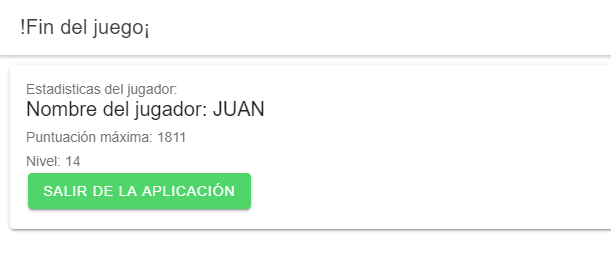 !Fin del juego¡
Estadisticas del jugador:
Nombre del jugador: JUAN
Puntuación máxima: 1811
Nivel: 14
SALIR DE LA APLICACIÓN